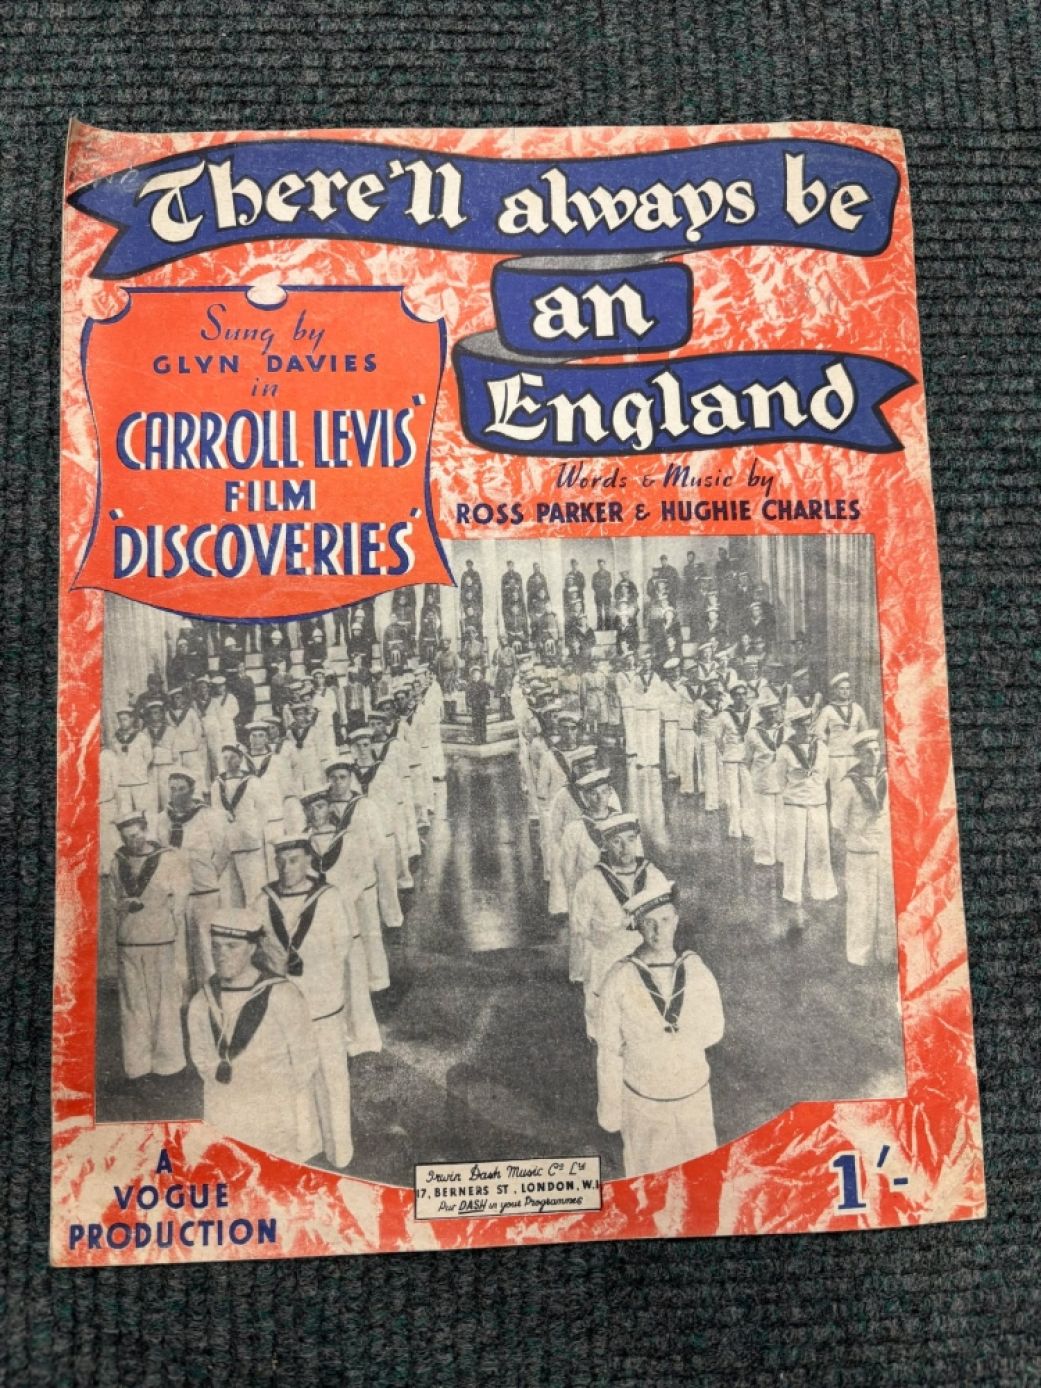 There'll always be
an
England
Sung by
GLYN DAVIES
in
CARROLL LEVIS'
FILM
'DISCOVERIES'
Words & Music by
ROSS PARKER & HUGHIE CHARLES
A
VOGUE
PRODUCTION
Irwin Dash Music Co Ltd
17, BERNERS ST, LONDON, W.1
Put DASH in your Programmes
1'-